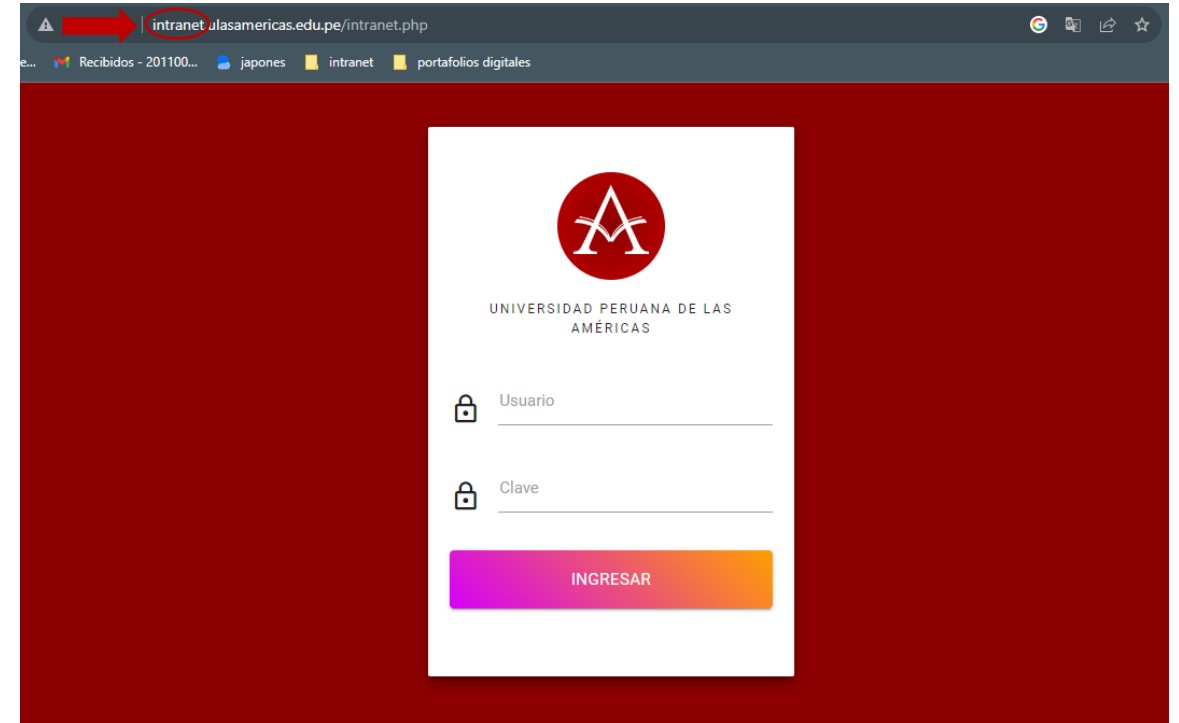 intranet.ulasamericas.edu.pe/intranet.php
e... Recibidos - 201100... japones intranet portafolios digitales
UNIVERSIDAD PERUANA DE LAS
AMÉRICAS
Usuario
Clave
INGRESAR